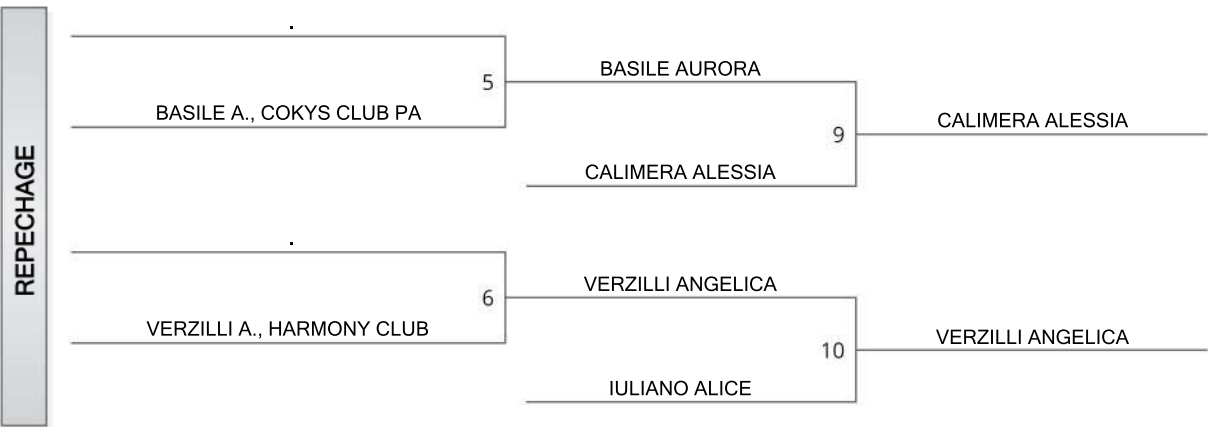 REPECHAGE
.
5
BASILE A., COKYS CLUB PA
BASILE AURORA
9
CALIMERA ALESSIA
CALIMERA ALESSIA
.
6
VERZILLI A., HARMONY CLUB
VERZILLI ANGELICA
10
IULIANO ALICE
VERZILLI ANGELICA